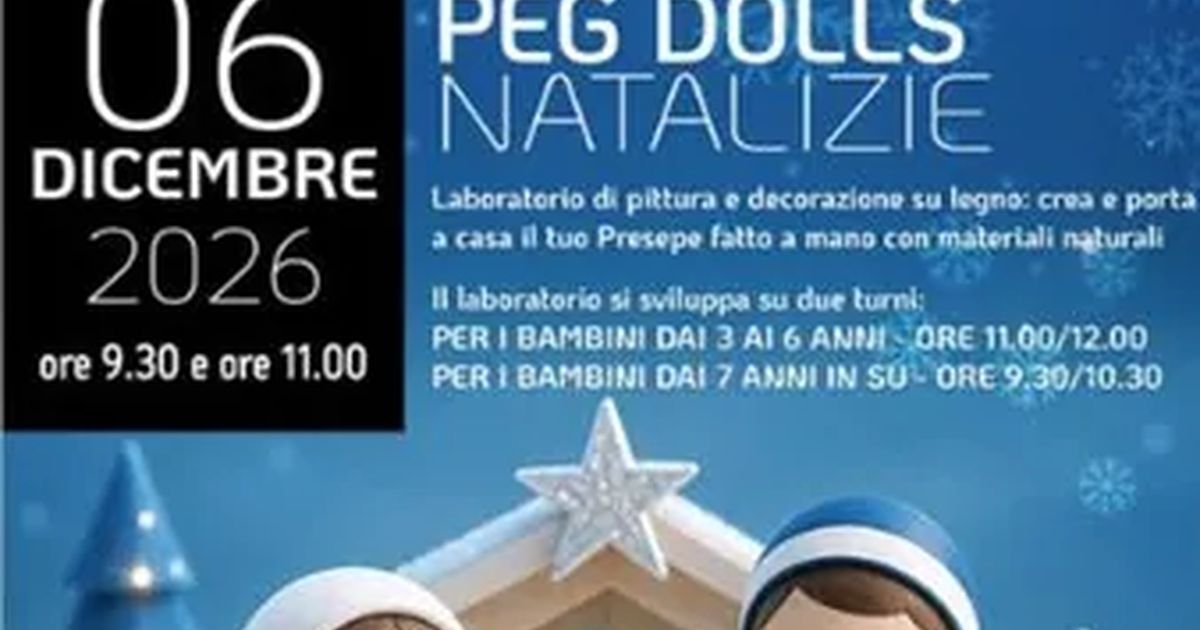 06
DICEMBRE
2026
ore 9.30 e ore 11.00
PEG DOLLS
NATALIZIE
Laboratorio di pittura e decorazione su legno: crea e porta
a casa il tuo Presepe fatto a mano con materiali naturali
Il laboratorio si sviluppa su due turni:
PER I BAMBINI DAI 3 AI 6 ANNI - ORE 11.00/12.00
PER I BAMBINI DAI 7 ANNI IN SU - ORE 9.30/10.30